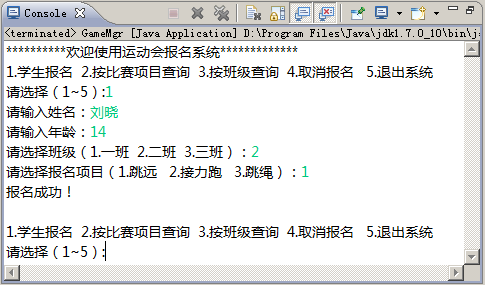 Console
<terminated> GameMgr [Java Application] D:\Program Files\Java\jdk1.7.0_10\bin\j
**********欢迎使用运动会报名系统*************
1.学生报名  2.按比赛项目查询  3.按班级查询  4.取消报名   5.退出系统
请选择（1~5）:1
请输入姓名：刘晓
请输入年龄：14
请选择班级（1.一班  2.二班  3.三班）：2
请选择报名项目（1.跳远   2.接力跑   3.跳绳）：1
报名成功！
1.学生报名  2.按比赛项目查询  3.按班级查询  4.取消报名   5.退出系统
请选择（1~5）: